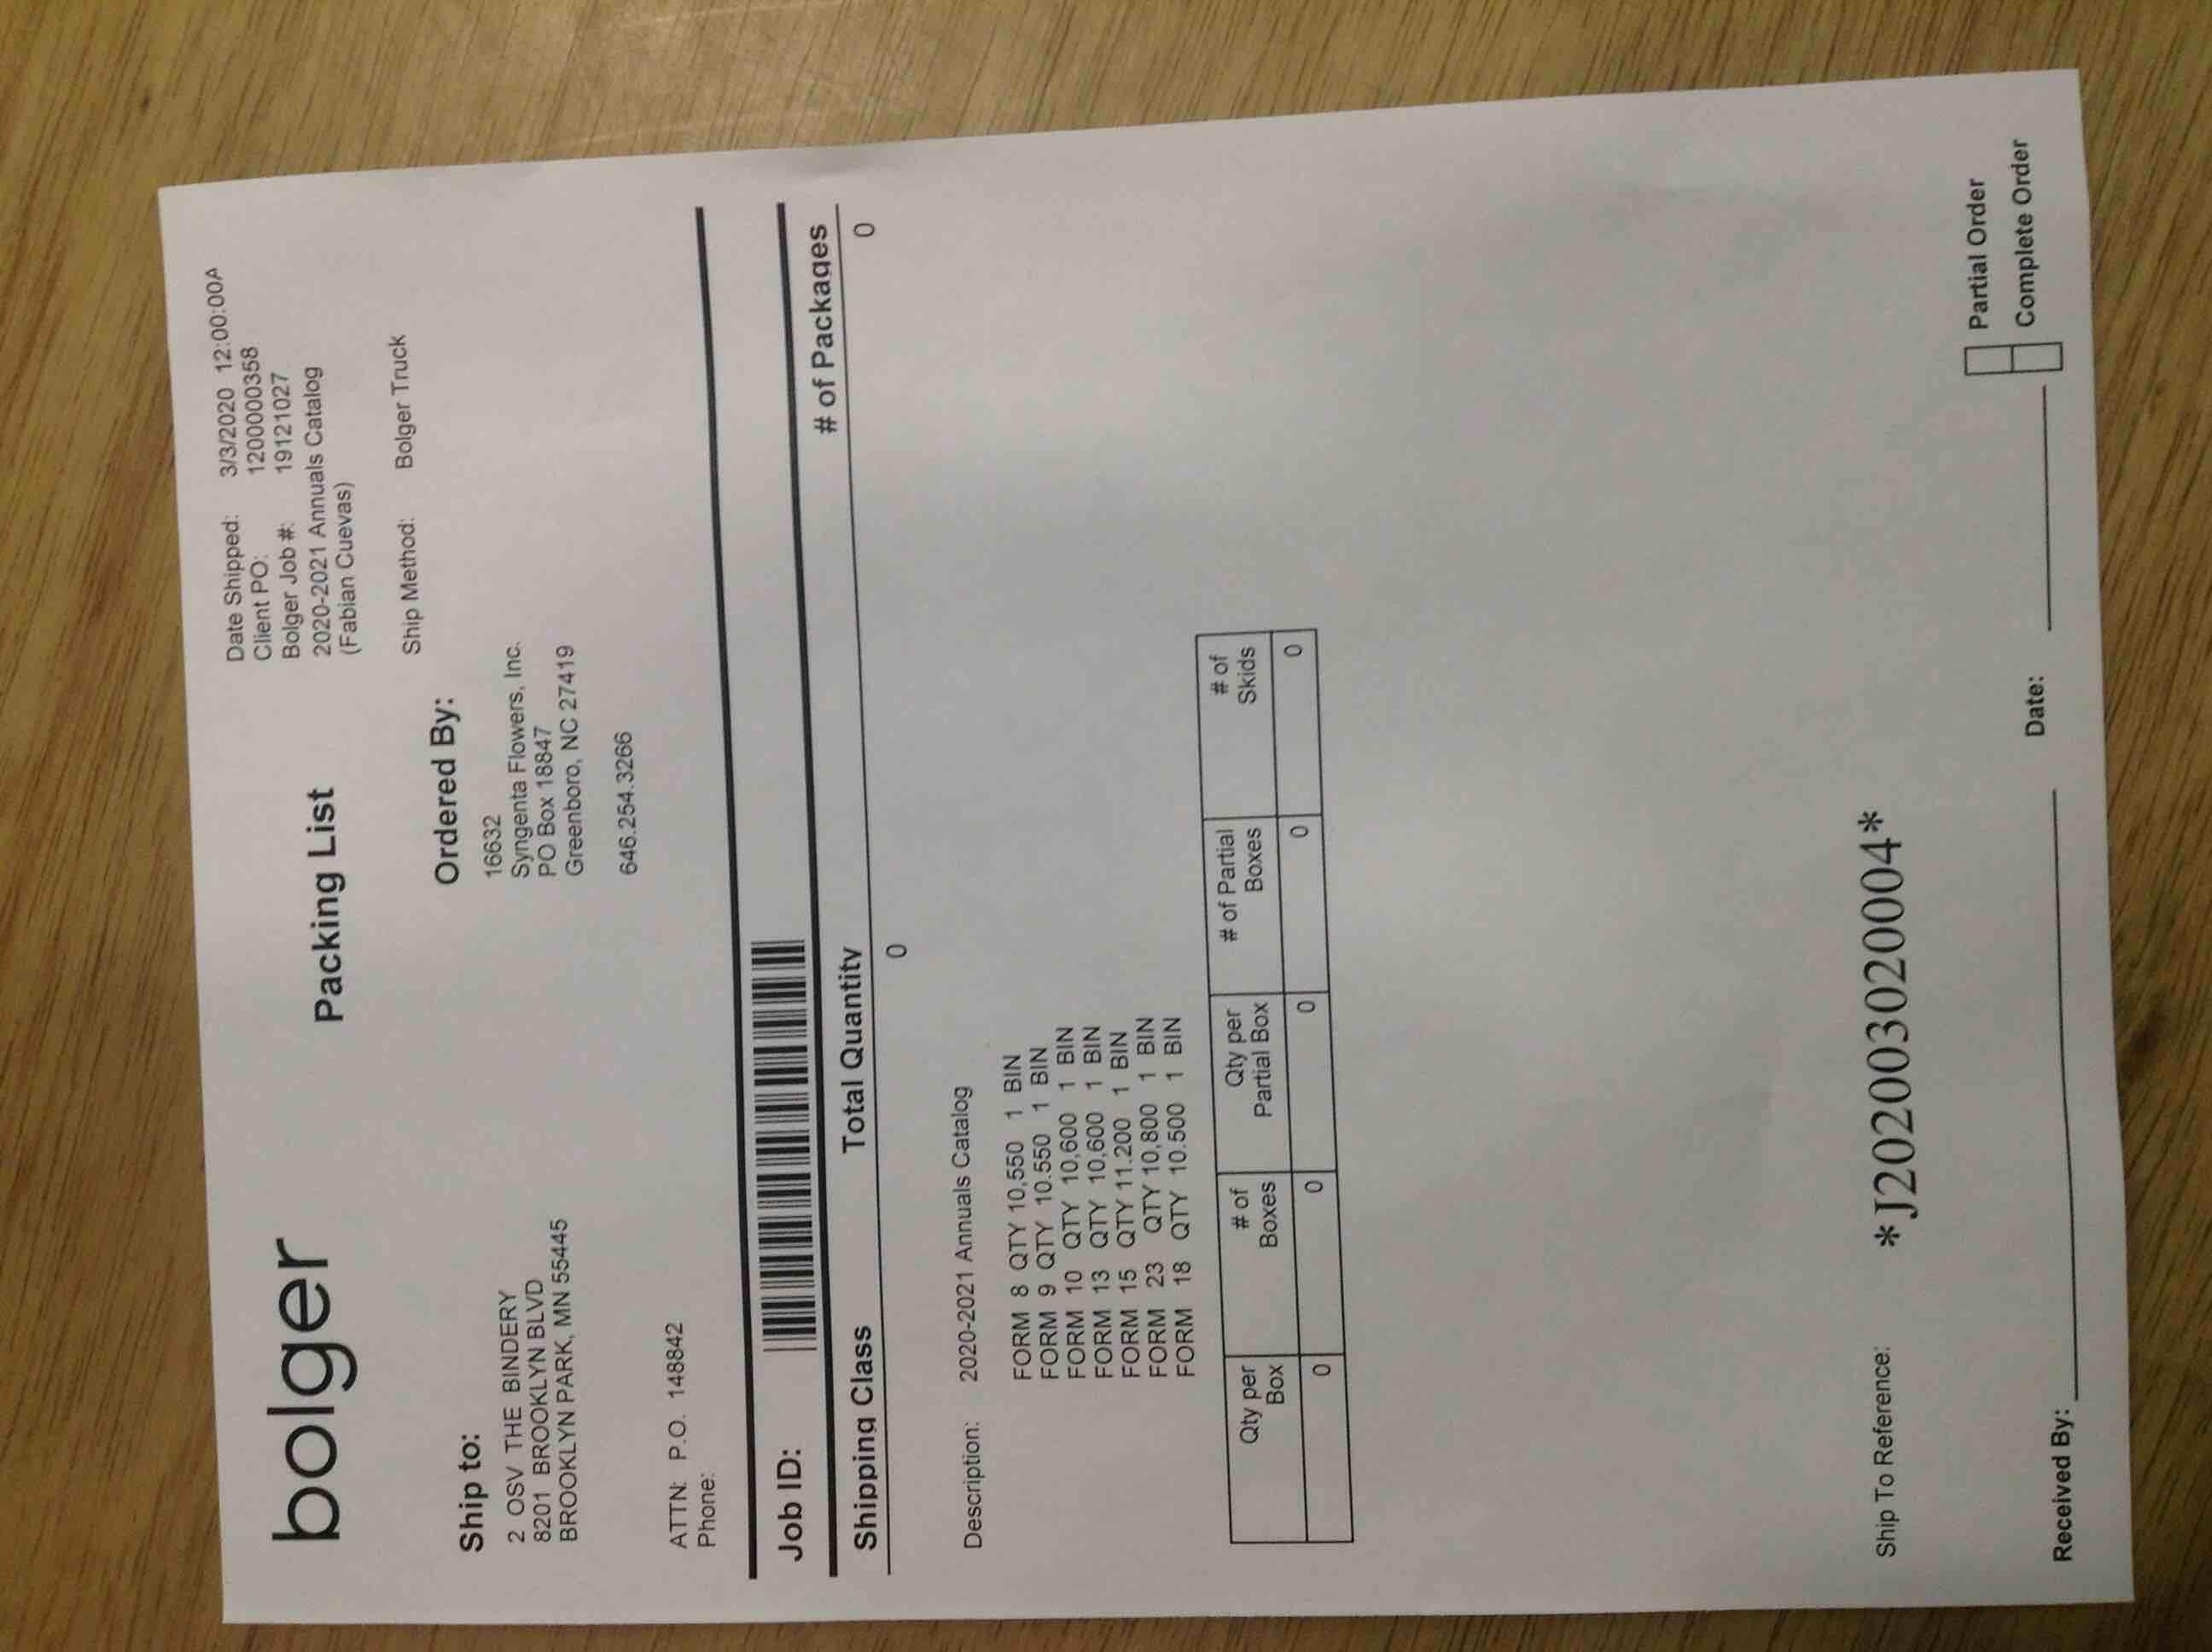 bolger
Packing List
Date Shipped: 3/3/2020 12:00:00A
Client PO: 1200000358
Bolger Job #: 19121027
2020-2021 Annuals Catalog
(Fabian Cuevas)
Ship Method: Bolger Truck
Ship to:
2 OSV THE BINDERY
8201 BROOKLYN BLVD
BROOKLYN PARK, MN 55445
ATTN: P.O. 148842
Phone:
Ordered By:
16632
Syngenta Flowers, Inc.
PO Box 18847
Greenboro, NC 27419
646.254.3266
Job ID:
Shipping Class Total Quantity # of Packages
0 0
Description: 2020-2021 Annuals Catalog
FORM 8 QTY 10,550 1 BIN
FORM 9 QTY 10.550 1 BIN
FORM 10 QTY 10,600 1 BIN
FORM 13 QTY 10,600 1 BIN
FORM 15 QTY 11.200 1 BIN
FORM 23 QTY 10,800 1 BIN
FORM 18 QTY 10.500 1 BIN
Qty per Box # of Boxes Qty per Partial Box # of Partial Boxes # of Skids
0 0 0 0 0
Ship To Reference: *J202003020004*
Partial Order
Received By: Date: Complete Order